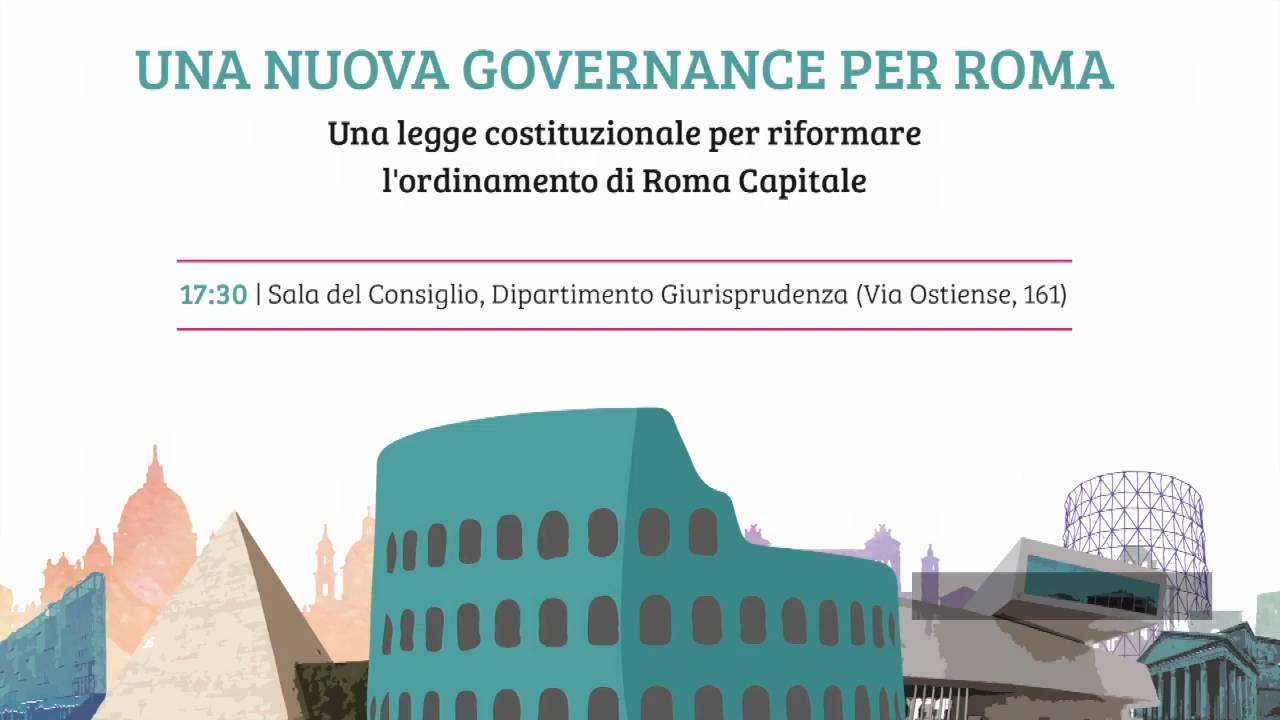 UNA NUOVA GOVERNANCE PER ROMA
Una legge costituzionale per riformare
l'ordinamento di Roma Capitale
17:30 | Sala del Consiglio, Dipartimento Giurisprudenza (Via Ostiense, 161)